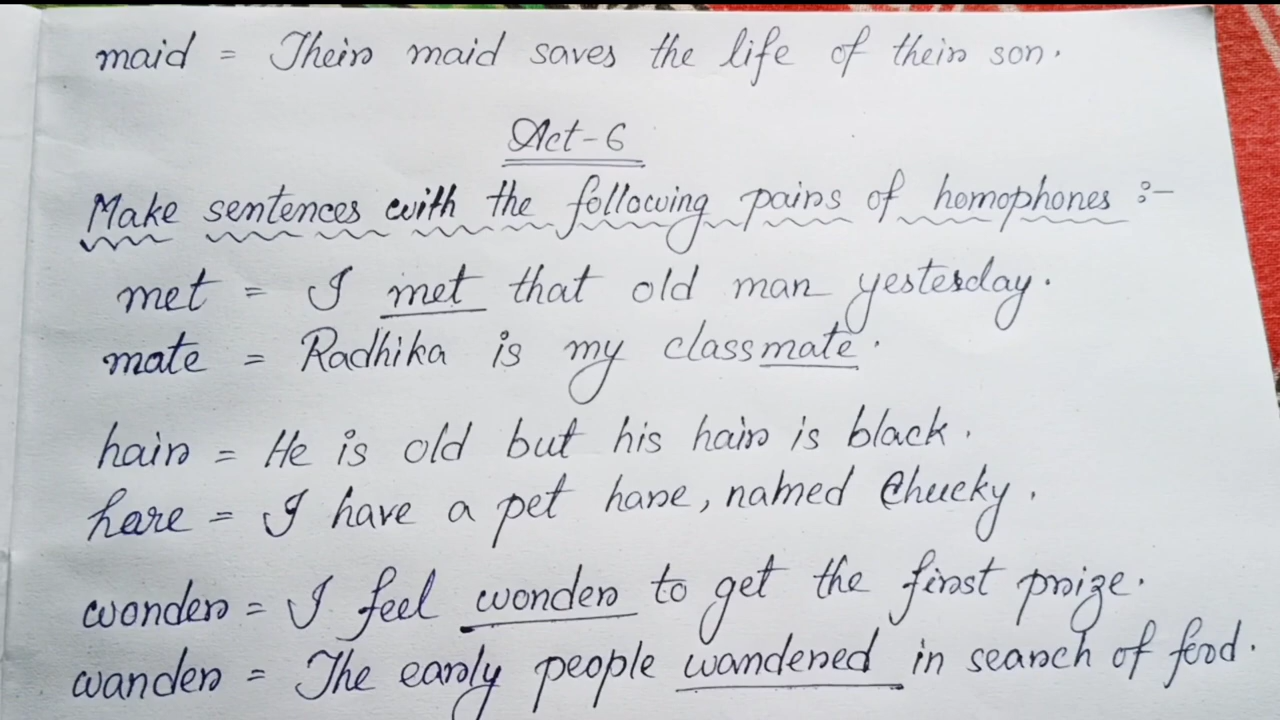 maid = Their maid saves the life of their son.
Act-6
Make sentences with the following pairs of homophones :-
met = I met that old man yesterday.
mate = Radhika is my classmate.
hair = He is old but his hair is black.
hare = I have a pet hare, named Chucky.
wonder = I feel wonder to get the first prize.
wander = The early people wandered in search of food.